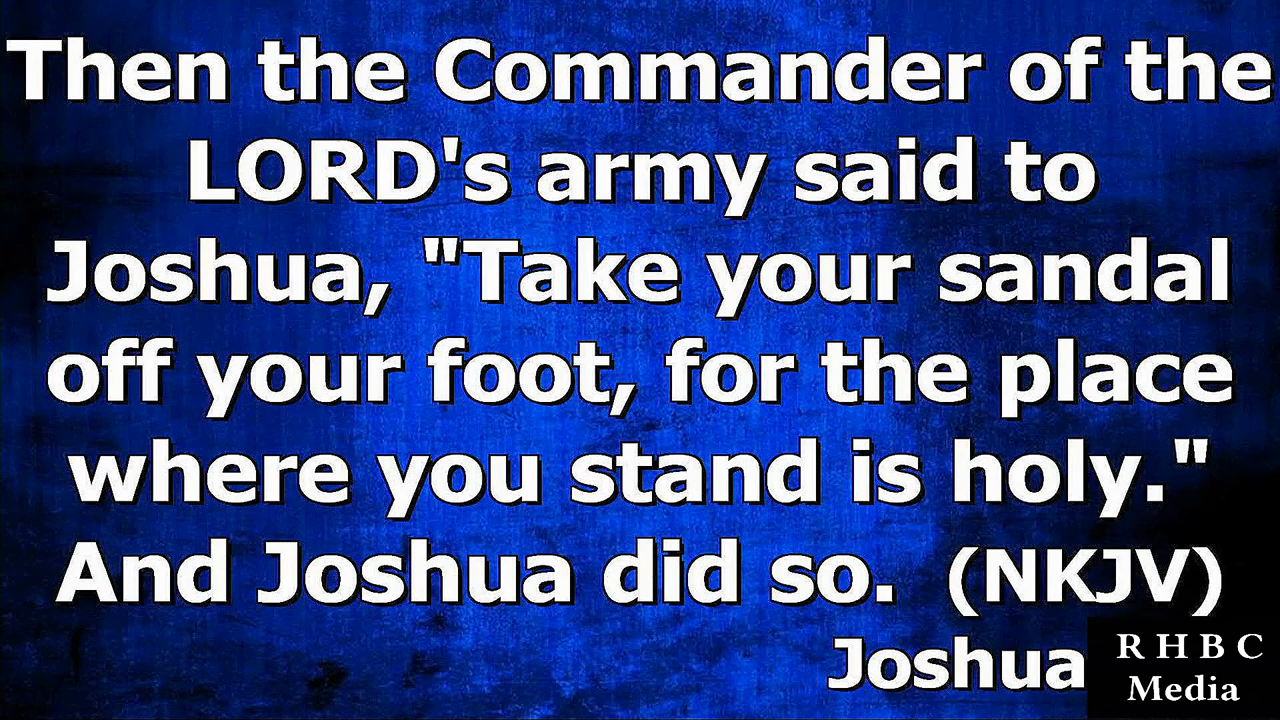 Then the Commander of the
LORD's army said to
Joshua, "Take your sandal
off your foot, for the place
where you stand is holy."
And Joshua did so. (NKJV)
Joshua
R H B C
Media